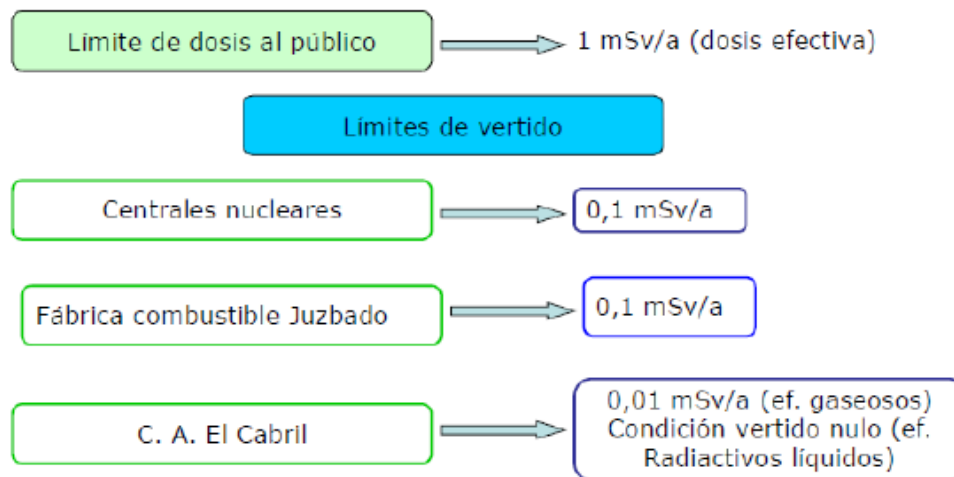 Límite de dosis al público
1 mSv/a (dosis efectiva)
Límites de vertido
Centrales nucleares
0,1 mSv/a
Fábrica combustible Juzbado
0,1 mSv/a
C. A. El Cabril
0,01 mSv/a (ef. gaseosos)
Condición vertido nulo (ef.
Radiactivos líquidos)